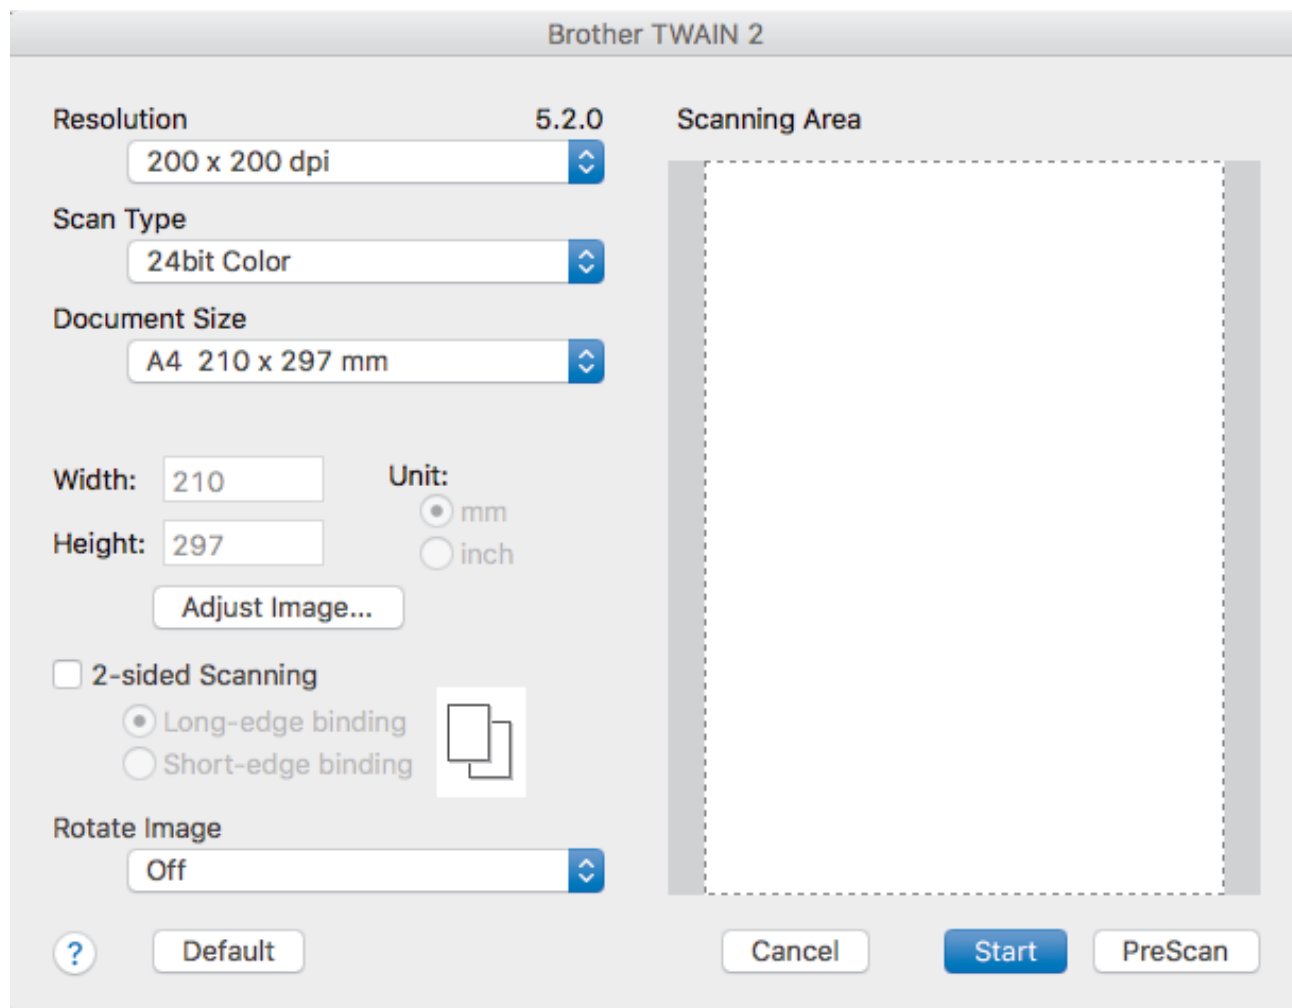 Brother TWAIN 2
Resolution 5.2.0
200 x 200 dpi
Scan Type
24bit Color
Document Size
A4 210 x 297 mm
Width: 210
Height: 297
Unit:
mm
inch
Adjust Image...
2-sided Scanning
Long-edge binding
Short-edge binding
Rotate Image
Off
? Default
Scanning Area
Cancel Start PreScan